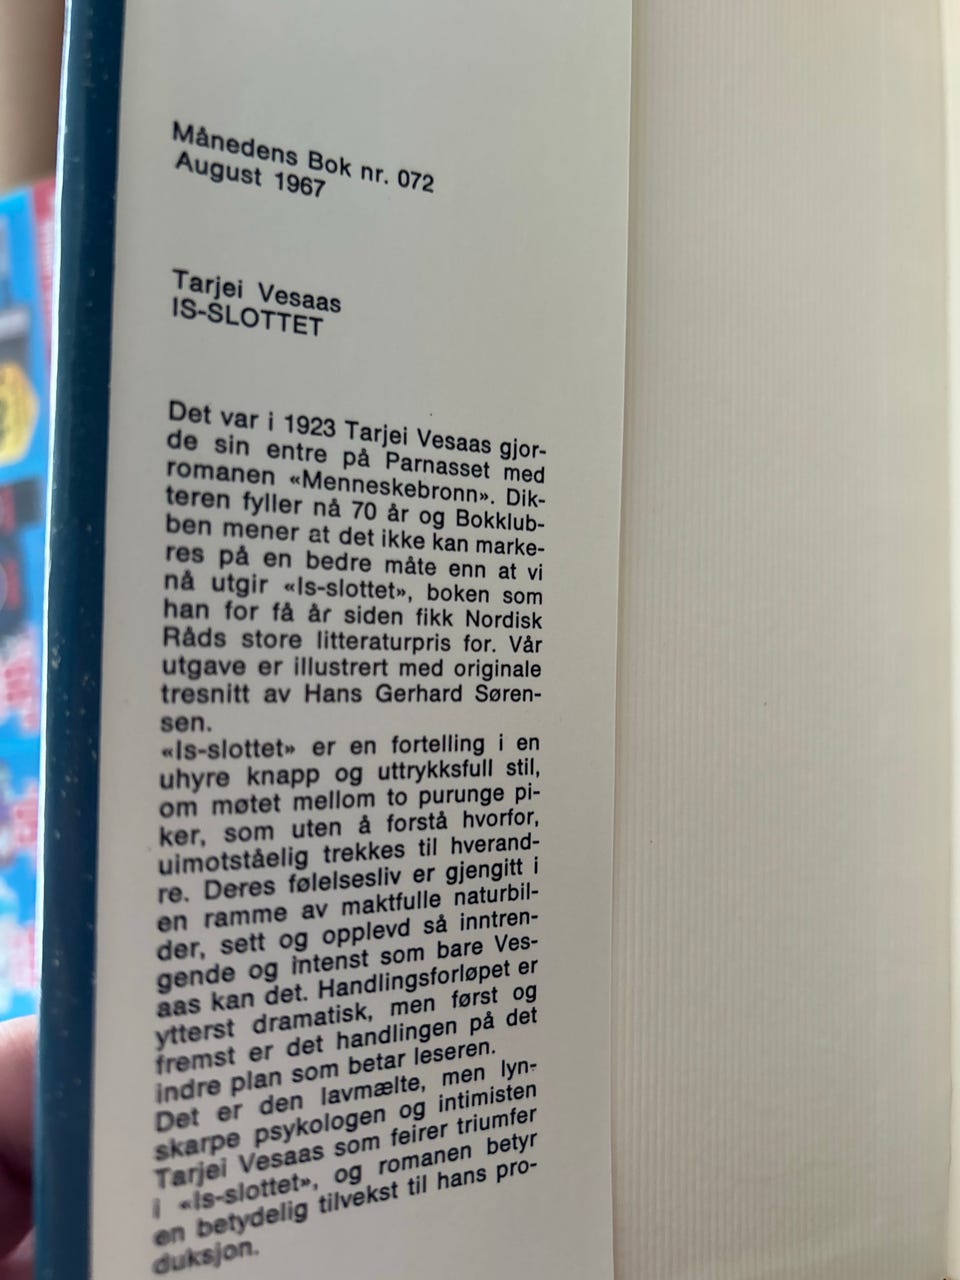 Månedens Bok nr. 072
August 1967
Tarjei Vesaas
IS-SLOTTET
Det var i 1923 Tarjei Vesaas gjor-
de sin entre på Parnasset med
romanen «Menneskebronn». Dik-
teren fyller nå 70 år og Bokklub-
ben mener at det ikke kan marke-
res på en bedre måte enn at vi
nå utgir «Is-slottet», boken som
han for få år siden fikk Nordisk
Råds store litteraturpris for. Vår
utgave er illustrert med originale
tresnitt av Hans Gerhard Søren-
sen.
«Is-slottet» er en fortelling i en
uhyre knapp og uttrykksfull stil,
om møtet mellom to purunge pi-
ker, som uten å forstå hvorfor,
uimotståelig trekkes til hverand-
re. Deres følelsesliv er gjengitt i
en ramme av maktfulle naturbil-
der, sett og opplevd så inntren-
gende og intenst som bare Ves-
aas kan det. Handlingsforløpet er
ytterst dramatisk, men først og
fremst er det handlingen på det
indre plan som betar leseren.
Det er den lavmælte, men lyn-
skarpe psykologen og intimisten
Tarjei Vesaas som feirer triumfer
i «Is-slottet», og romanen betyr
en betydelig tilvekst til hans pro-
duksjon.